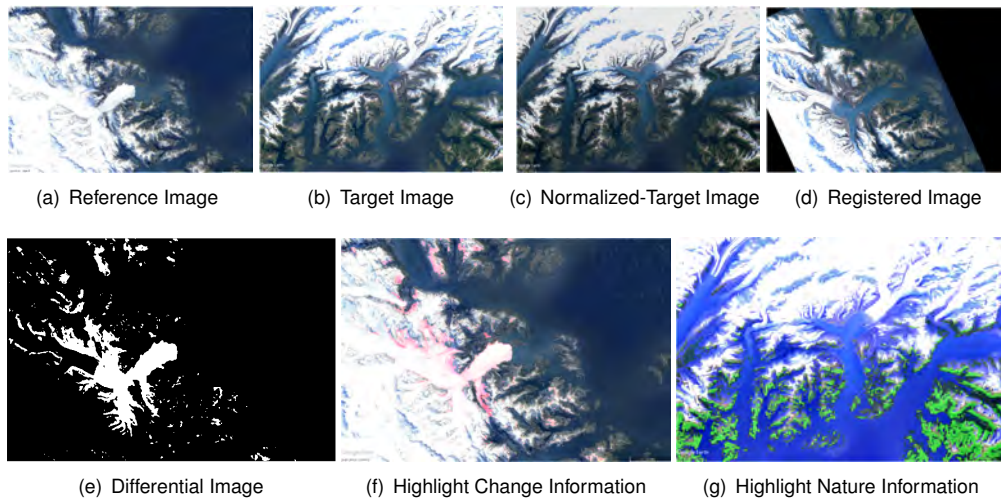 (a) Reference Image
(b) Target Image
(c) Normalized-Target Image
(d) Registered Image
(e) Differential Image
(f) Highlight Change Information
(g) Highlight Nature Information